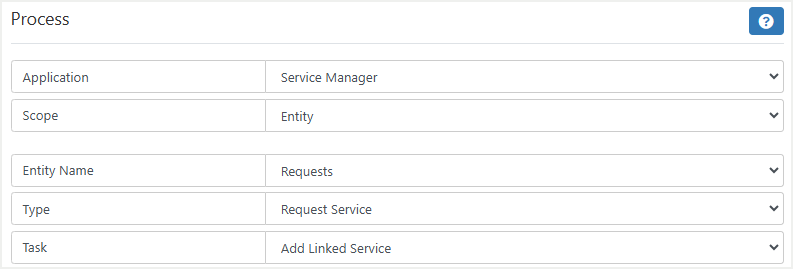 Process
?
Application Service Manager
Scope Entity
Entity Name Requests
Type Request Service
Task Add Linked Service